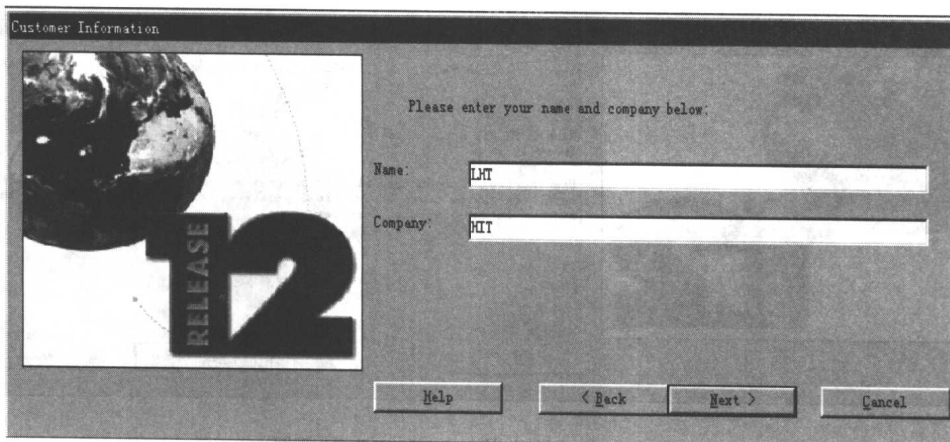 Customer Information
Please enter your name and company below:
Name:
LHT
Company:
HIT
RELEASE
12
Help
< Back
Next >
Cancel